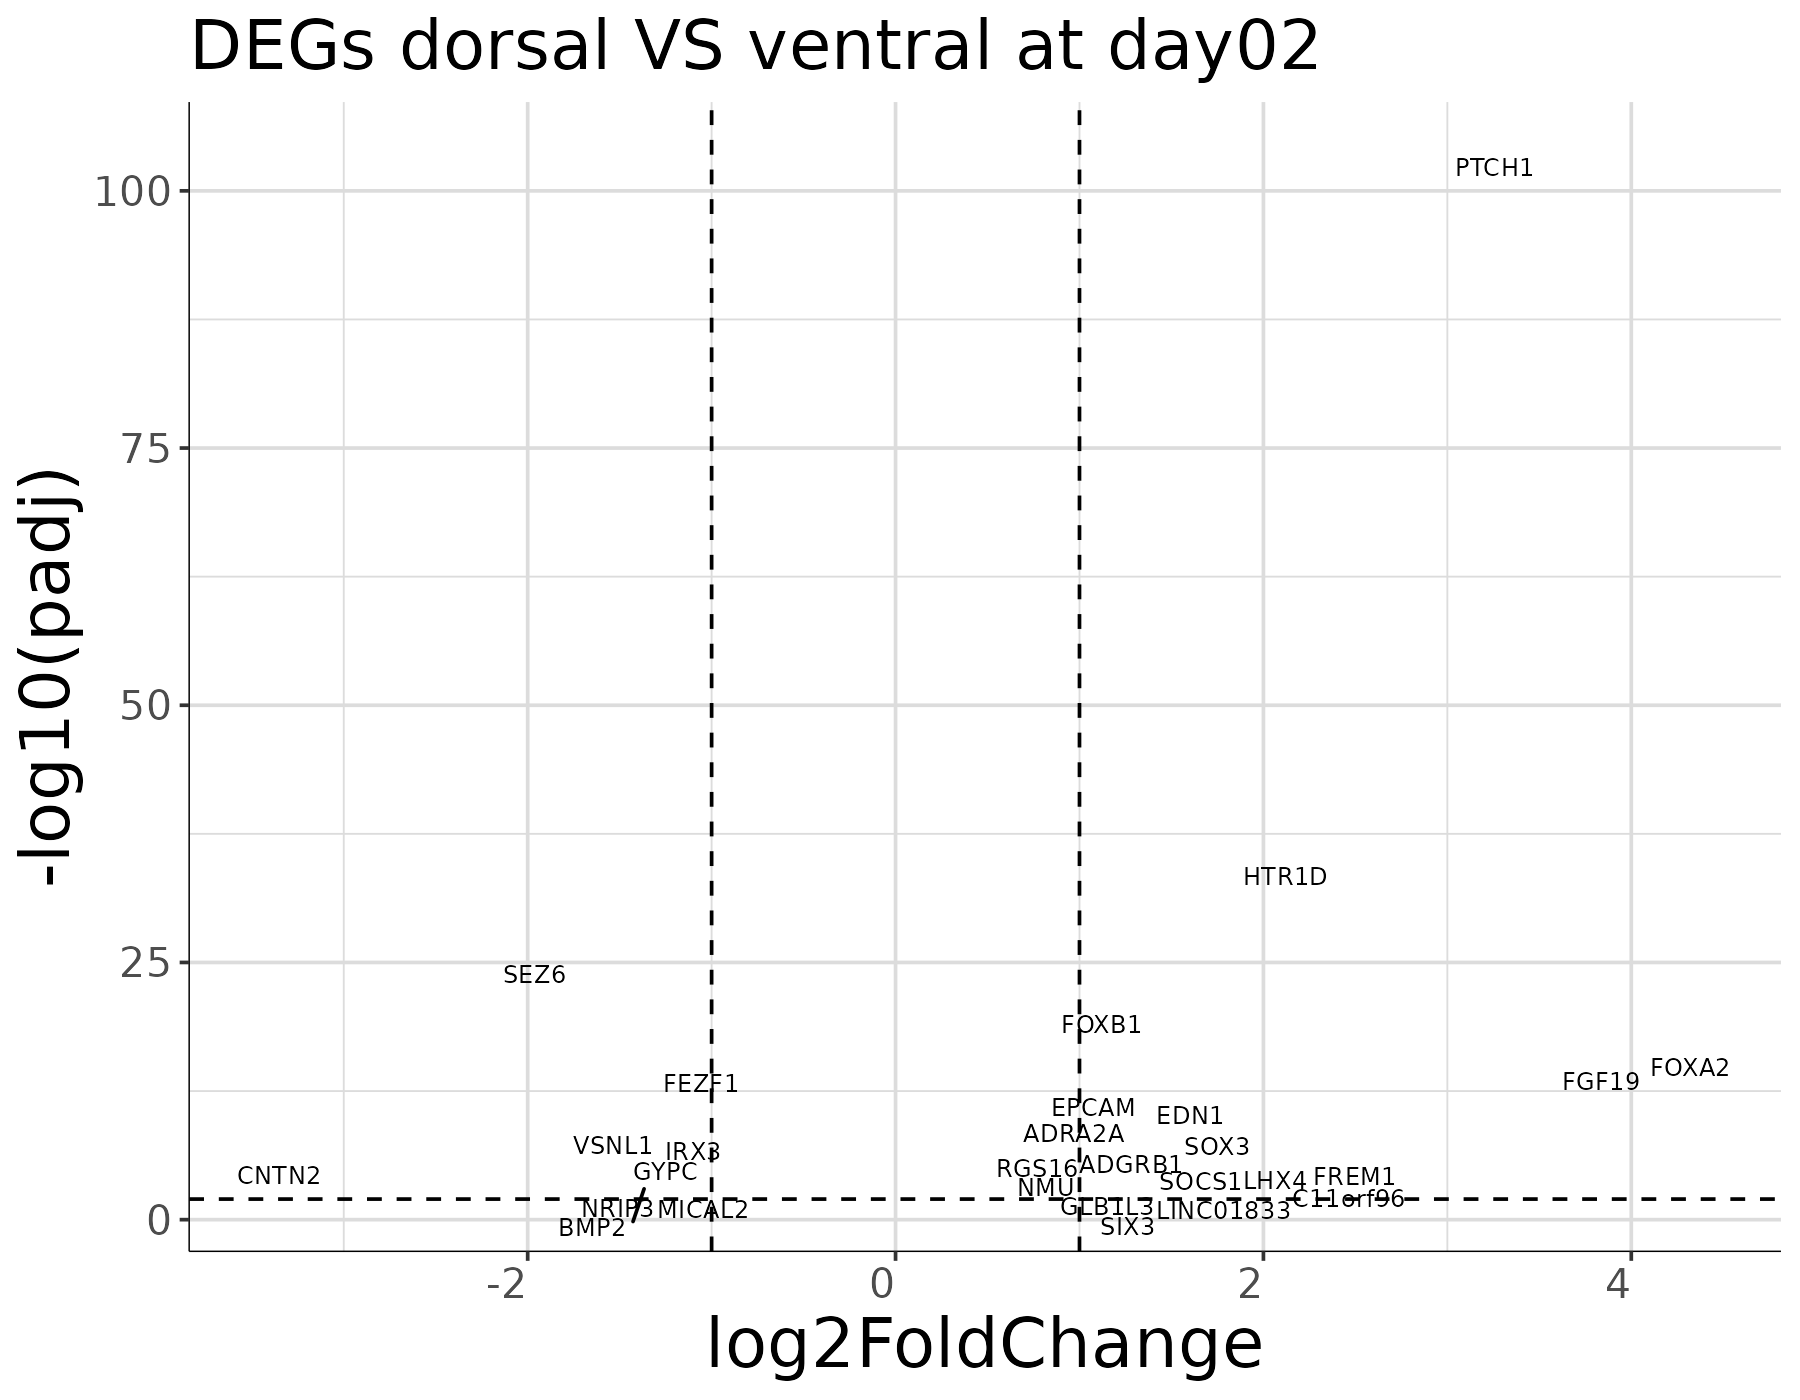 DEGs dorsal VS ventral at day02
-log10(padj)
100
75
50
25
0
PTCH1
HTR1D
SEZ6
FOXB1
FOXA2
FEZF1
FGF19
EPCAM
EDN1
ADRA2A
VSNL1
IRX3
SOX3
GYPC
RGS16
ADGRB1
CNTN2
NMU
SOCS1
LHX4
FREM1
C11orf96
NRIP3
MICAL2
GLB1L3
LINC01833
BMP2
SIX3
-2
0
2
4
log2FoldChange